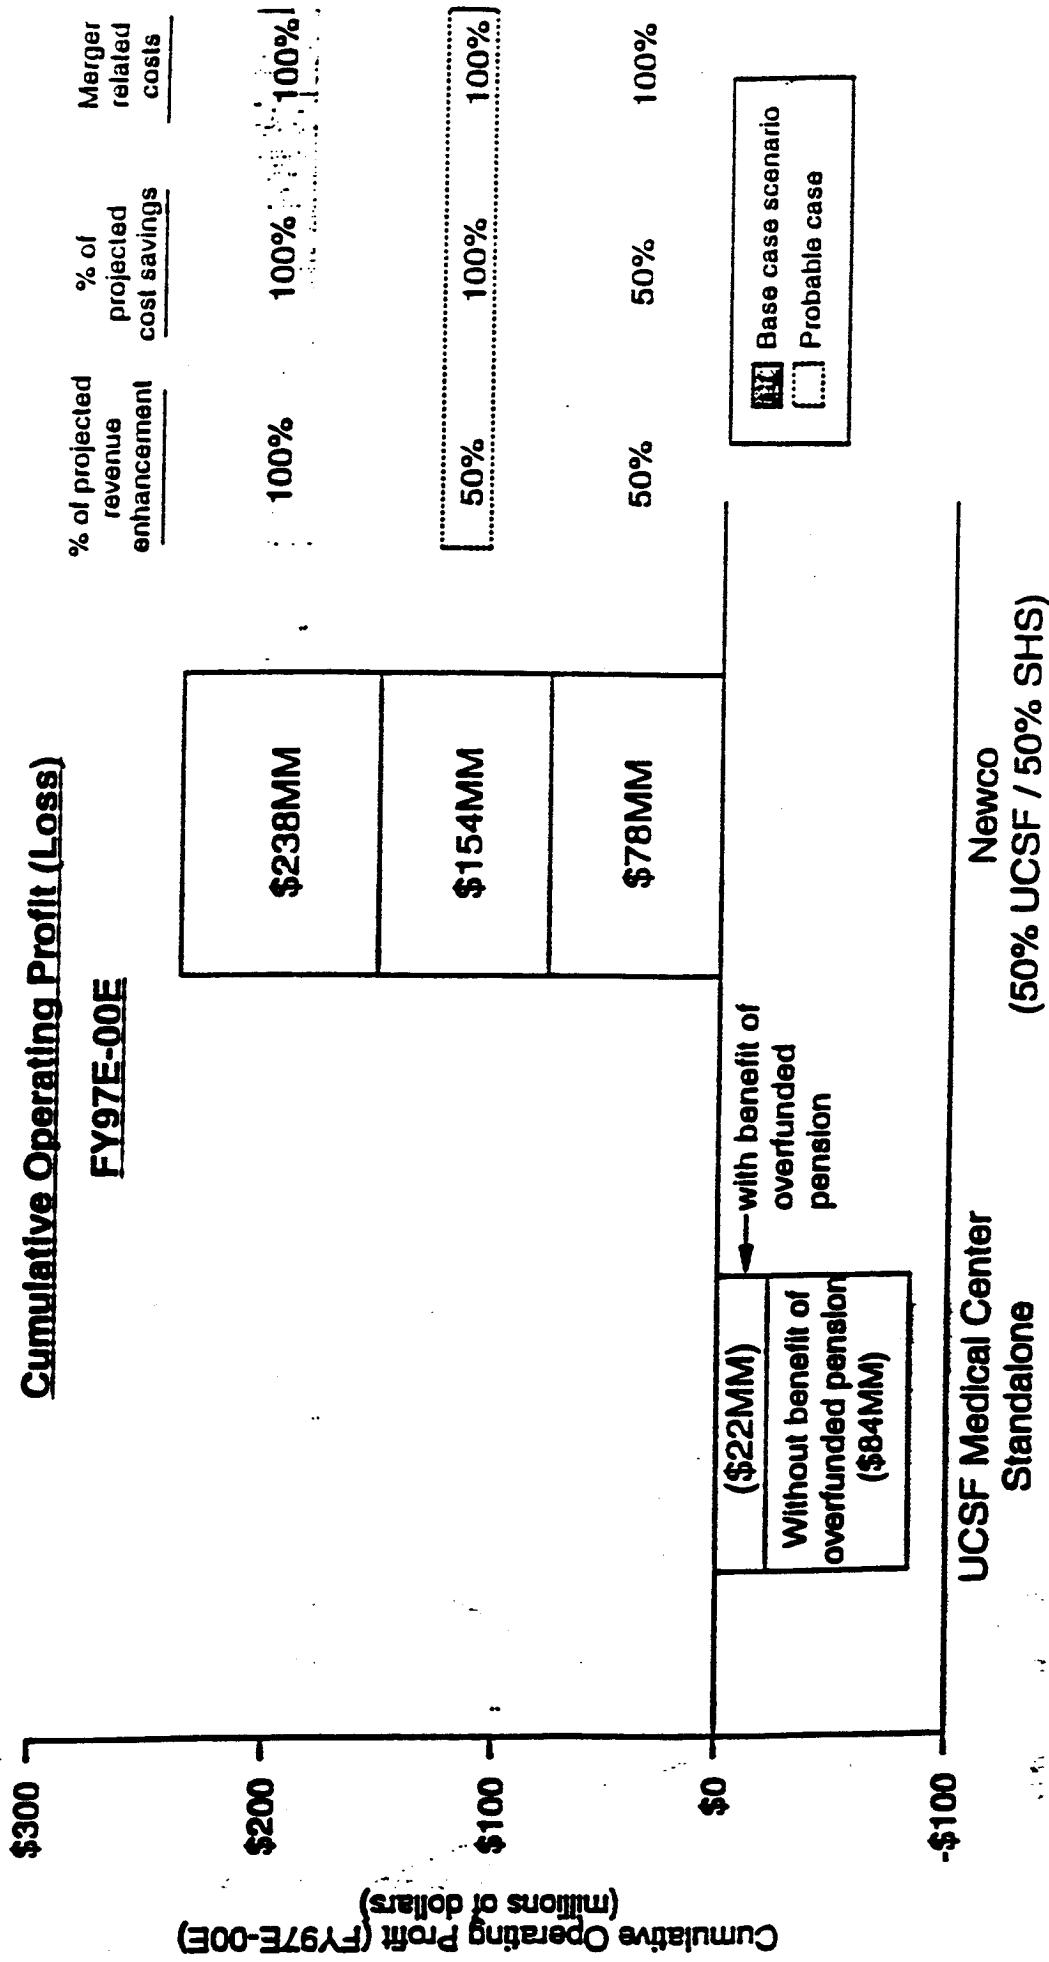 Cumulative Operating Profit (Loss)
FY97E-00E
Cumulative Operating Profit (FY97E-00E)
(millions of dollars)
$300
$200
$100
$0
-$100
% of projected
revenue
enhancement
% of
projected
cost savings
Merger
related
costs
$238MM
100%
100%
100%
$154MM
50%
100%
100%
$78MM
50%
50%
100%
($22MM)
with benefit of
overfunded
pension
Without benefit of
overfunded pension
($84MM)
Base case scenario
Probable case
UCSF Medical Center
Standalone
Newco
(50% UCSF / 50% SHS)